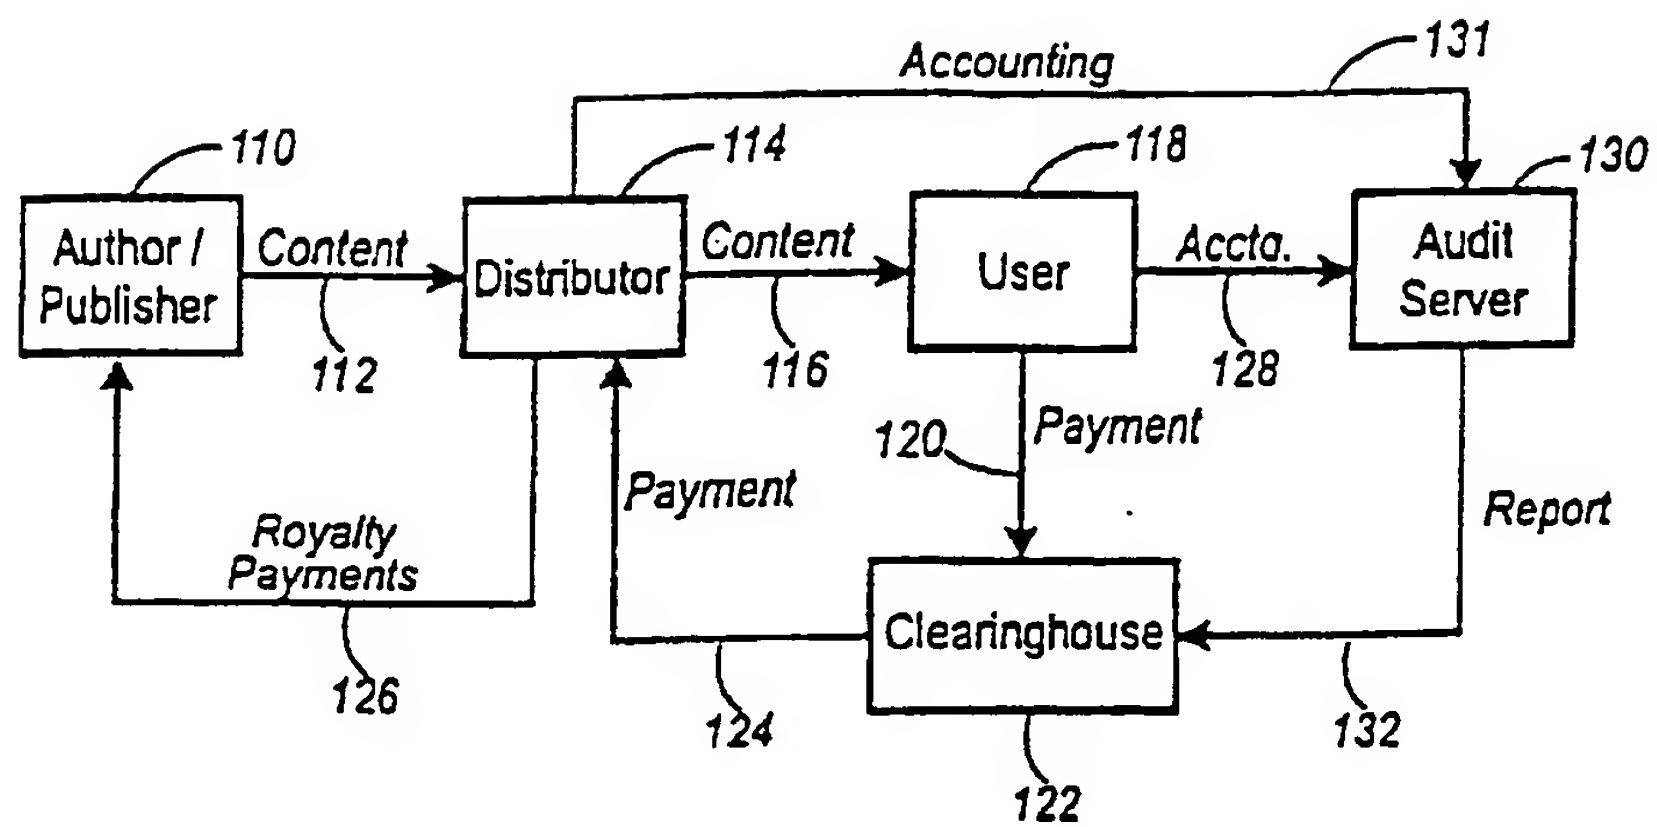 131
Accounting
110
114
118
130
Author /
Publisher
Content
Distributor
Content
User
Accta.
Audit
Server
112
116
128
120
Payment
Payment
Report
Royalty
Payments
Clearinghouse
126
124
132
122